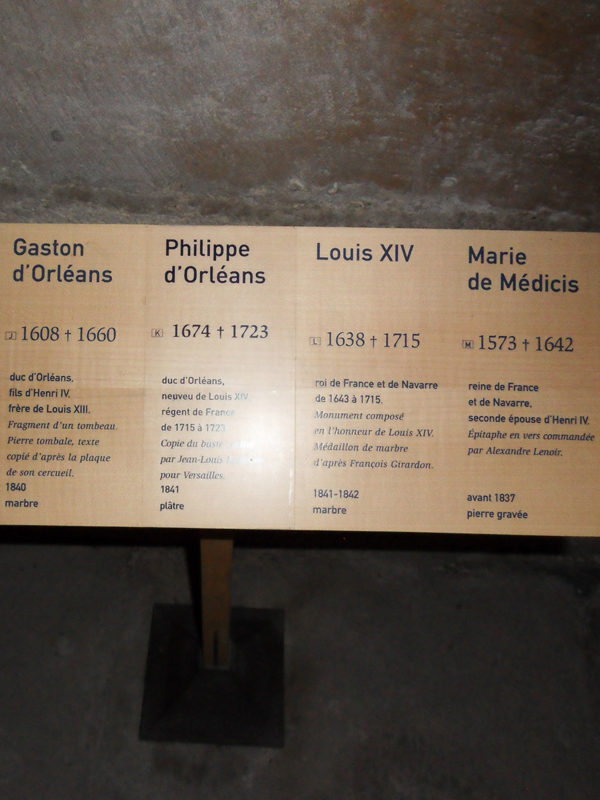 Gaston
d'Orléans
J 1608 † 1660
duc d'Orléans,
fils d'Henri IV,
frère de Louis XIII.
Fragment d'un tombeau.
Pierre tombale, texte
copié d'après la plaque
de son cercueil.
1840
marbre
Philippe
d'Orléans
K 1674 † 1723
duc d'Orléans,
neveu de Louis XIV
régent de France
de 1715 à 1723
Copie du buste
par Jean-Louis
pour Versailles.
1841
plâtre
Louis XIV
L 1638 † 1715
roi de France et de Navarre
de 1643 à 1715.
Monument composé
en l'honneur de Louis XIV.
Médaillon de marbre
d'après François Girardon.
1841-1842
marbre
Marie
de Médicis
M 1573 † 1642
reine de France
et de Navarre,
seconde épouse d'Henri IV.
Épitaphe en vers commandée
par Alexandre Lenoir.
avant 1837
pierre gravée